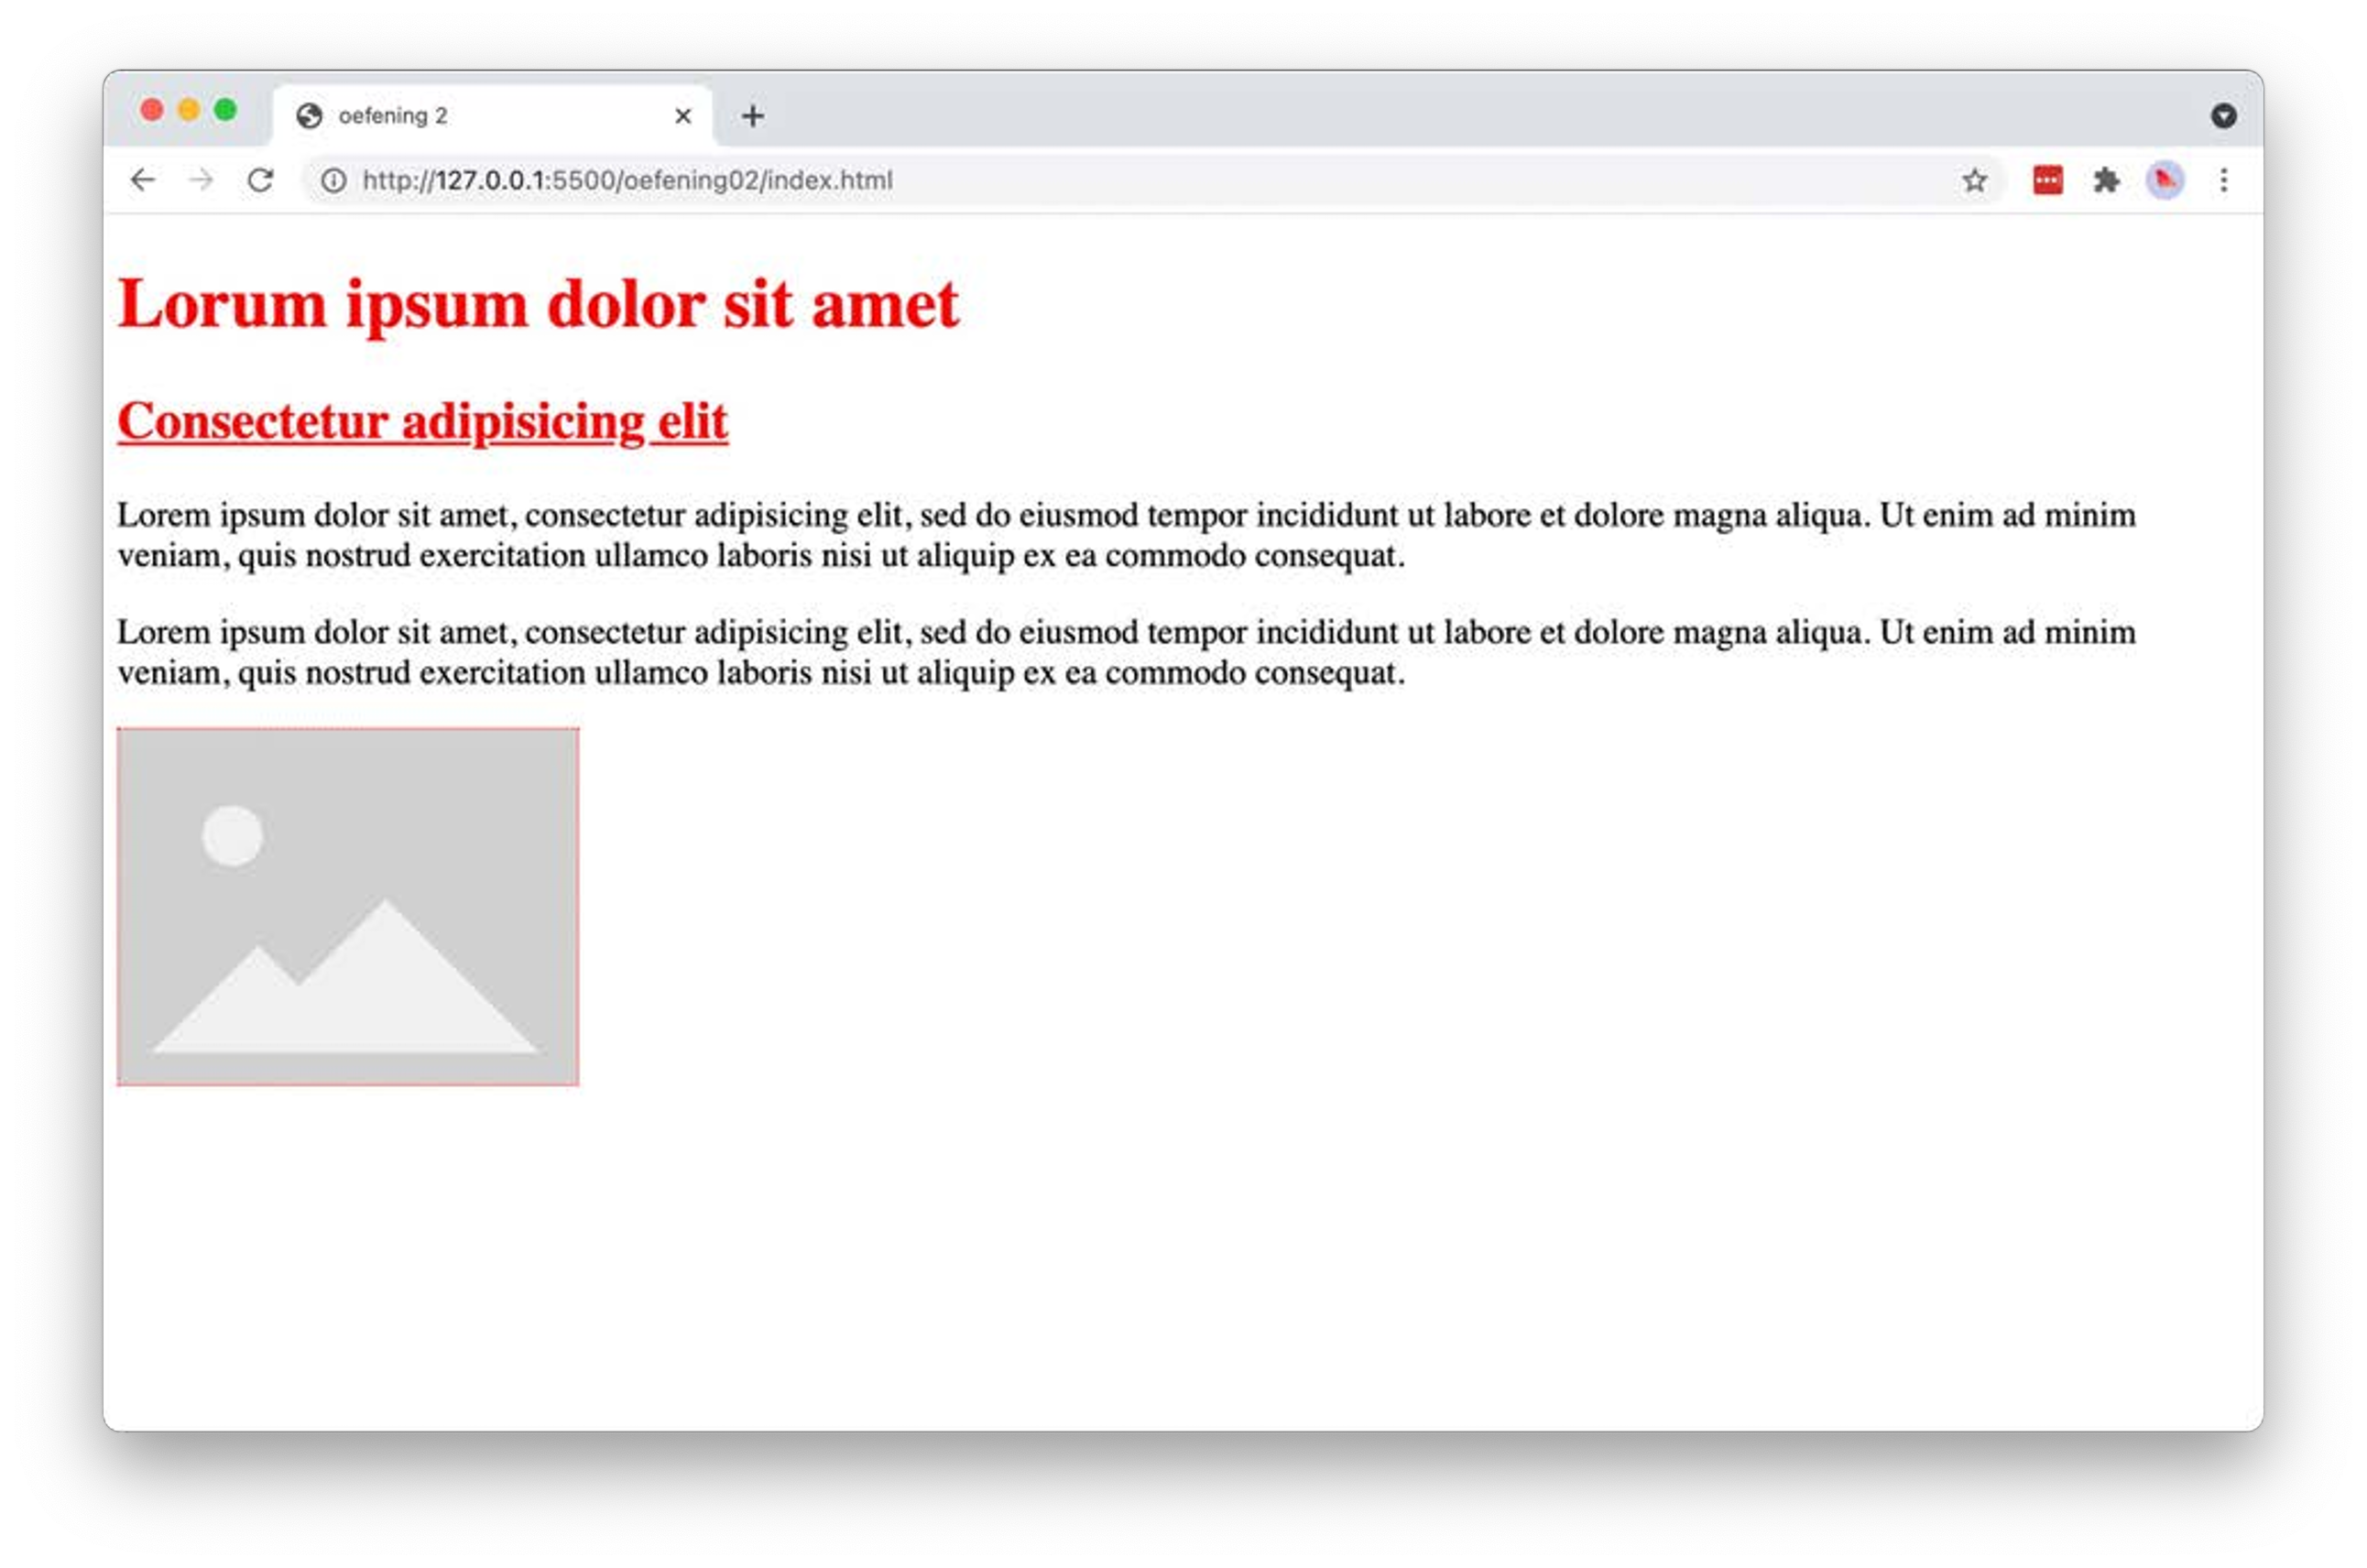 oefening 2
http://127.0.0.1:5500/oefening02/index.html
Lorum ipsum dolor sit amet
Consectetur adipisicing elit
Lorem ipsum dolor sit amet, consectetur adipisicing elit, sed do eiusmod tempor incididunt ut labore et dolore magna aliqua. Ut enim ad minim
veniam, quis nostrud exercitation ullamco laboris nisi ut aliquip ex ea commodo consequat.
Lorem ipsum dolor sit amet, consectetur adipisicing elit, sed do eiusmod tempor incididunt ut labore et dolore magna aliqua. Ut enim ad minim
veniam, quis nostrud exercitation ullamco laboris nisi ut aliquip ex ea commodo consequat.